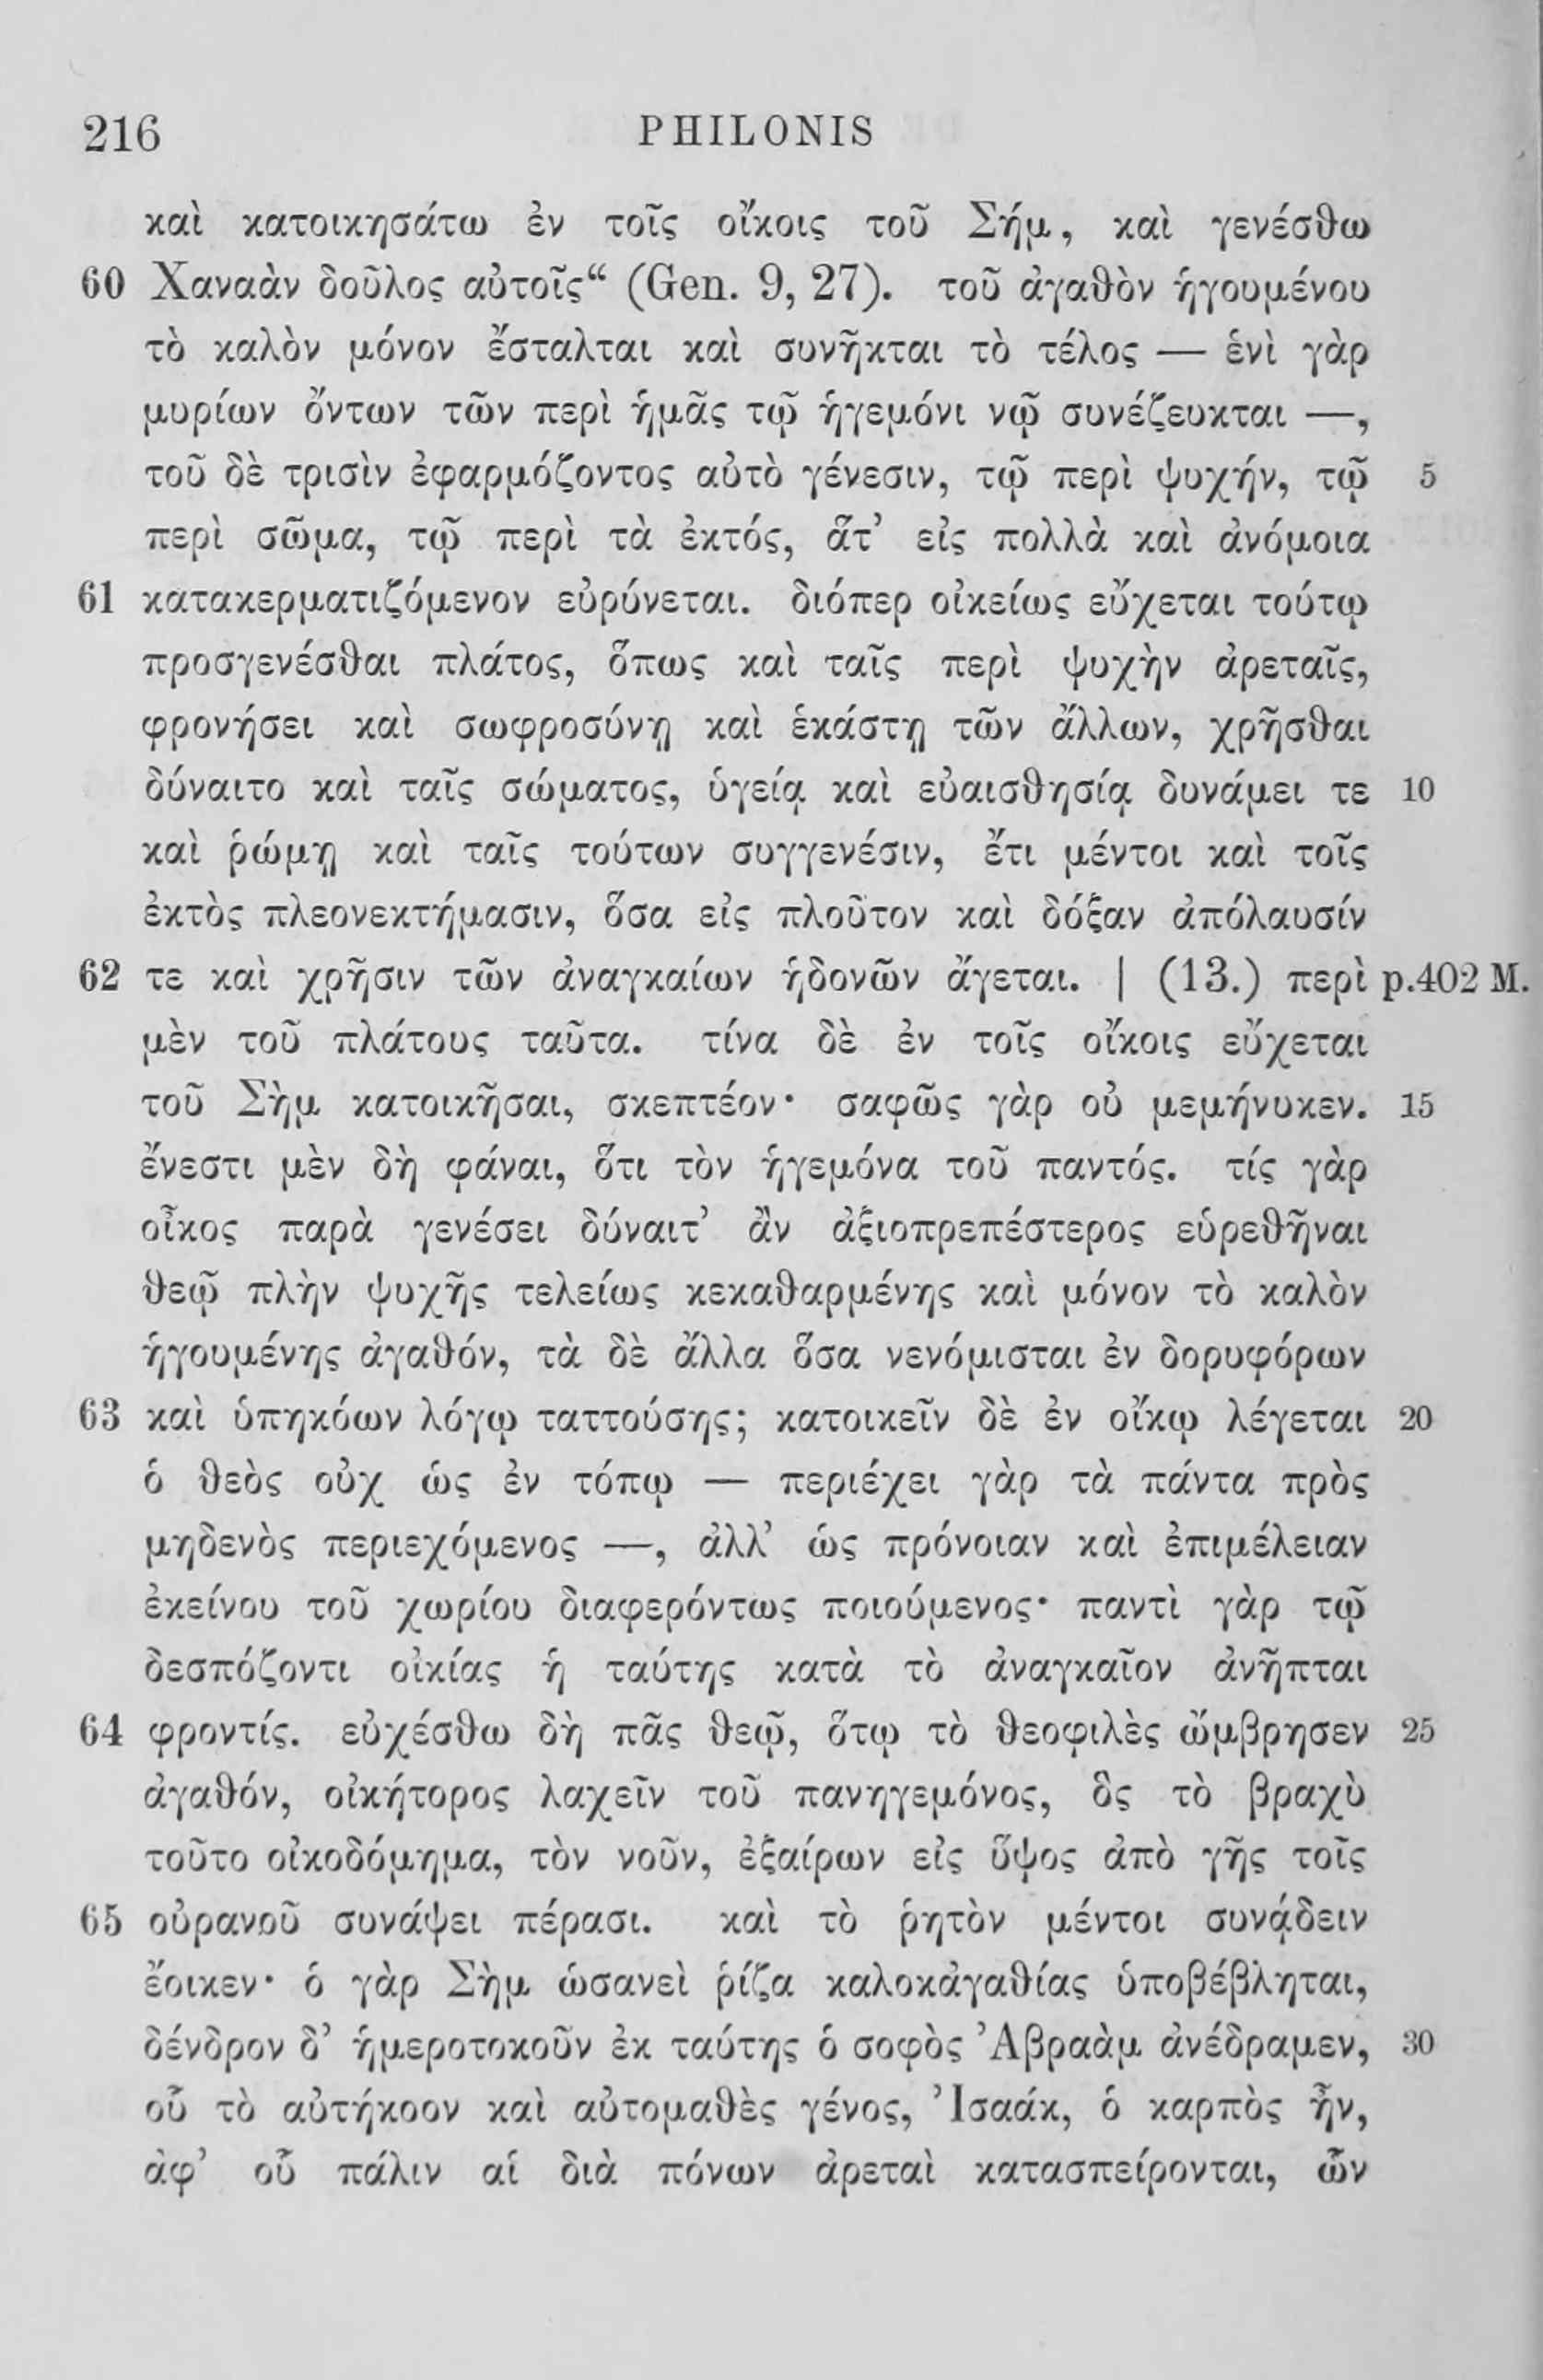 216 PHILONIS
καὶ κατοικησάτω ἐν τοῖς οἴκοις τοῦ Σήμ, καὶ γενέσθω
60 Χαναὰν δοῦλος αὐτοῖς“ (Gen. 9, 27). τοῦ ἀγαθὸν ἡγουμένου
τὸ καλὸν μόνον ἔσταλται καὶ συνῆκται τὸ τέλος — ἑνὶ γὰρ
μυρίων ὄντων τῶν περὶ ἡμᾶς τῷ ἡγεμόνι νῷ συνέζευκται —,
τοῦ δὲ τρισὶν ἐφαρμόζοντος αὐτὸ γένεσιν, τῷ περὶ ψυχήν, τῷ 5
περὶ σῶμα, τῷ περὶ τὰ ἐκτός, ἅτ’ εἰς πολλὰ καὶ ἀνόμοια
61 κατακερματιζόμενον εὐρύνεται. διόπερ οἰκείως εὔχεται τούτῳ
προσγενέσθαι πλάτος, ὅπως καὶ ταῖς περὶ ψυχὴν ἀρεταῖς,
φρονήσει καὶ σωφροσύνῃ καὶ ἑκάστῃ τῶν ἄλλων, χρῆσθαι
δύναιτο καὶ ταῖς σώματος, ὑγείᾳ καὶ εὐαισθησίᾳ δυνάμει τε 10
καὶ ῥώμῃ καὶ ταῖς τούτων συγγενέσιν, ἔτι μέντοι καὶ τοῖς
ἐκτὸς πλεονεκτήμασιν, ὅσα εἰς πλοῦτον καὶ δόξαν ἀπόλαυσίν
62 τε καὶ χρῆσιν τῶν ἀναγκαίων ἡδονῶν ἄγεται. | (13.) περὶ p.402 M.
μὲν τοῦ πλάτους ταῦτα. τίνα δὲ ἐν τοῖς οἴκοις εὔχεται
τοῦ Σὴμ κατοικῆσαι, σκεπτέον· σαφῶς γὰρ οὐ μεμήνυκεν. 15
ἔνεστι μὲν δὴ φάναι, ὅτι τὸν ἡγεμόνα τοῦ παντός. τίς γὰρ
οἶκος παρὰ γενέσει δύναιτ’ ἂν ἀξιοπρεπέστερος εὑρεθῆναι
θεῷ πλὴν ψυχῆς τελείως κεκαθαρμένης καὶ μόνον τὸ καλὸν
ἡγουμένης ἀγαθόν, τὰ δὲ ἄλλα ὅσα νενόμισται ἐν δορυφόρων
63 καὶ ὑπηκόων λόγῳ ταττούσης; κατοικεῖν δὲ ἐν οἴκῳ λέγεται 20
ὁ θεὸς οὐχ ὡς ἐν τόπῳ — περιέχει γὰρ τὰ πάντα πρὸς
μηδενὸς περιεχόμενος —, ἀλλ’ ὡς πρόνοιαν καὶ ἐπιμέλειαν
ἐκείνου τοῦ χωρίου διαφερόντως ποιούμενος· παντὶ γὰρ τῷ
δεσπόζοντι οἰκίας ἡ ταύτης κατὰ τὸ ἀναγκαῖον ἀνῆπται
64 φροντίς. εὐχέσθω δὴ πᾶς θεῷ, ὅτῳ τὸ θεοφιλὲς ὤμβρησεν 25
ἀγαθόν, οἰκήτορος λαχεῖν τοῦ πανηγεμόνος, ὃς τὸ βραχὺ
τοῦτο οἰκοδόμημα, τὸν νοῦν, ἐξαίρων εἰς ὕψος ἀπὸ γῆς τοῖς
65 οὐρανοῦ συνάψει πέρασι. καὶ τὸ ῥητὸν μέντοι συνᾴδειν
ἔοικεν· ὁ γὰρ Σὴμ ὡσανεὶ ῥίζα καλοκἀγαθίας ὑποβέβληται,
δένδρον δ’ ἡμεροτοκοῦν ἐκ ταύτης ὁ σοφὸς Ἀβραὰμ ἀνέδραμεν, 30
οὗ τὸ αὐτήκοον καὶ αὐτομαθὲς γένος, Ἰσαάκ, ὁ καρπὸς ἦν,
ἀφ’ οὗ πάλιν αἱ διὰ πόνων ἀρεταὶ κατασπείρονται, ὧν